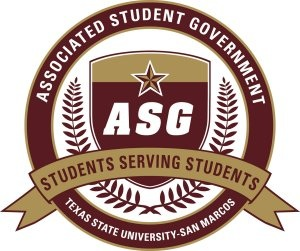 ASSOCIATED STUDENT GOVERNMENT
ASG
STUDENTS SERVING STUDENTS
TEXAS STATE UNIVERSITY-SAN MARCOS